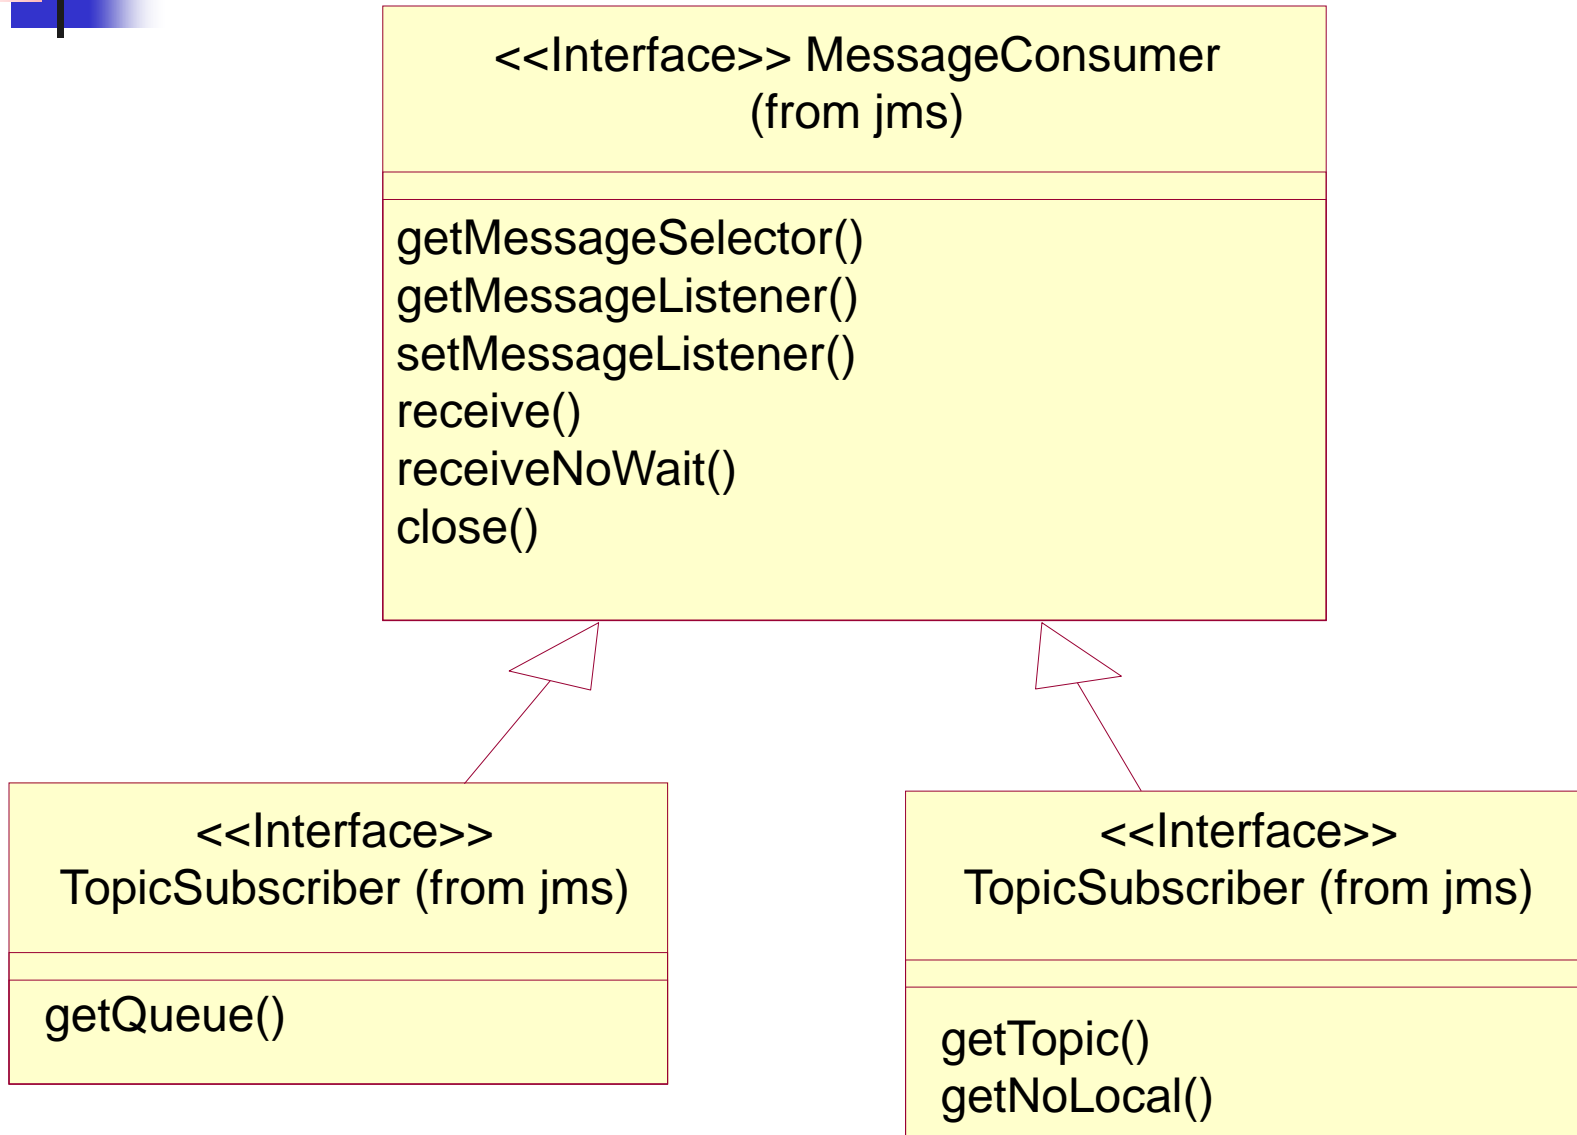 <<Interface>> MessageConsumer
(from jms)
getMessageSelector()
getMessageListener()
setMessageListener()
receive()
receiveNoWait()
close()
<<Interface>>
TopicSubscriber (from jms)
getQueue()
<<Interface>>
TopicSubscriber (from jms)
getTopic()
getNoLocal()